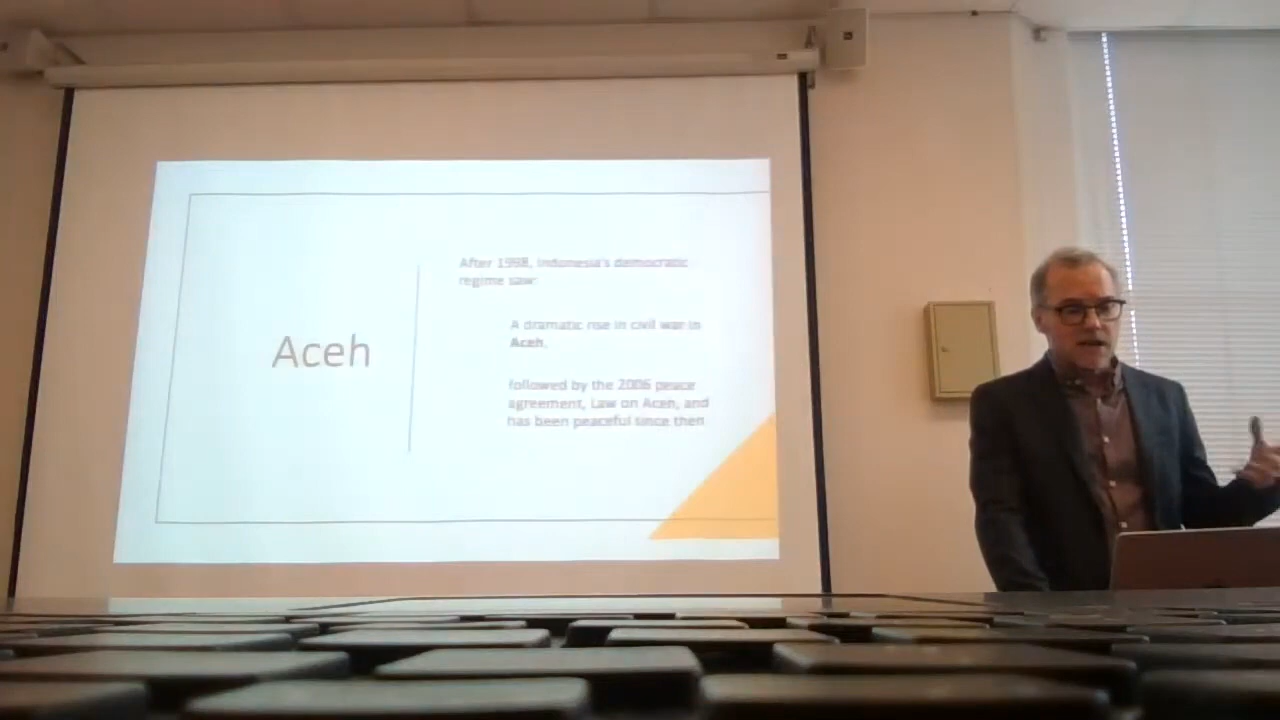 Aceh
After 1998, Indonesia's democratic
regime saw:
A dramatic rise in civil war in
Aceh,
followed by the 2006 peace
agreement, Law on Aceh, and
has been peaceful since then